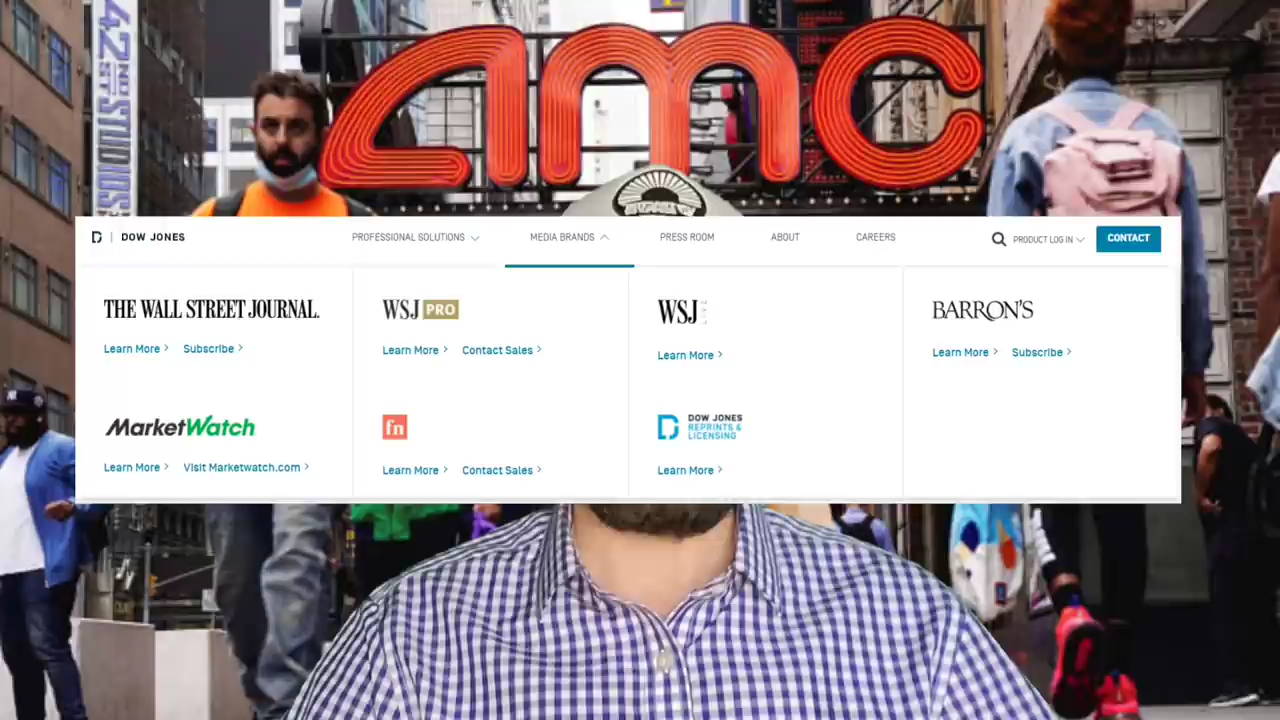 42ND ST STUDIOS
amc
DOW JONES
PROFESSIONAL SOLUTIONS
MEDIA BRANDS
PRESS ROOM
ABOUT
CAREERS
PRODUCT LOG IN
CONTACT
THE WALL STREET JOURNAL.
Learn More
Subscribe
WSJ PRO
Learn More
Contact Sales
WSJ
Learn More
BARRON'S
Learn More
Subscribe
MarketWatch
Learn More
Visit Marketwatch.com
fn
Learn More
Contact Sales
DOW JONES
REPRINTS &
LICENSING
Learn More